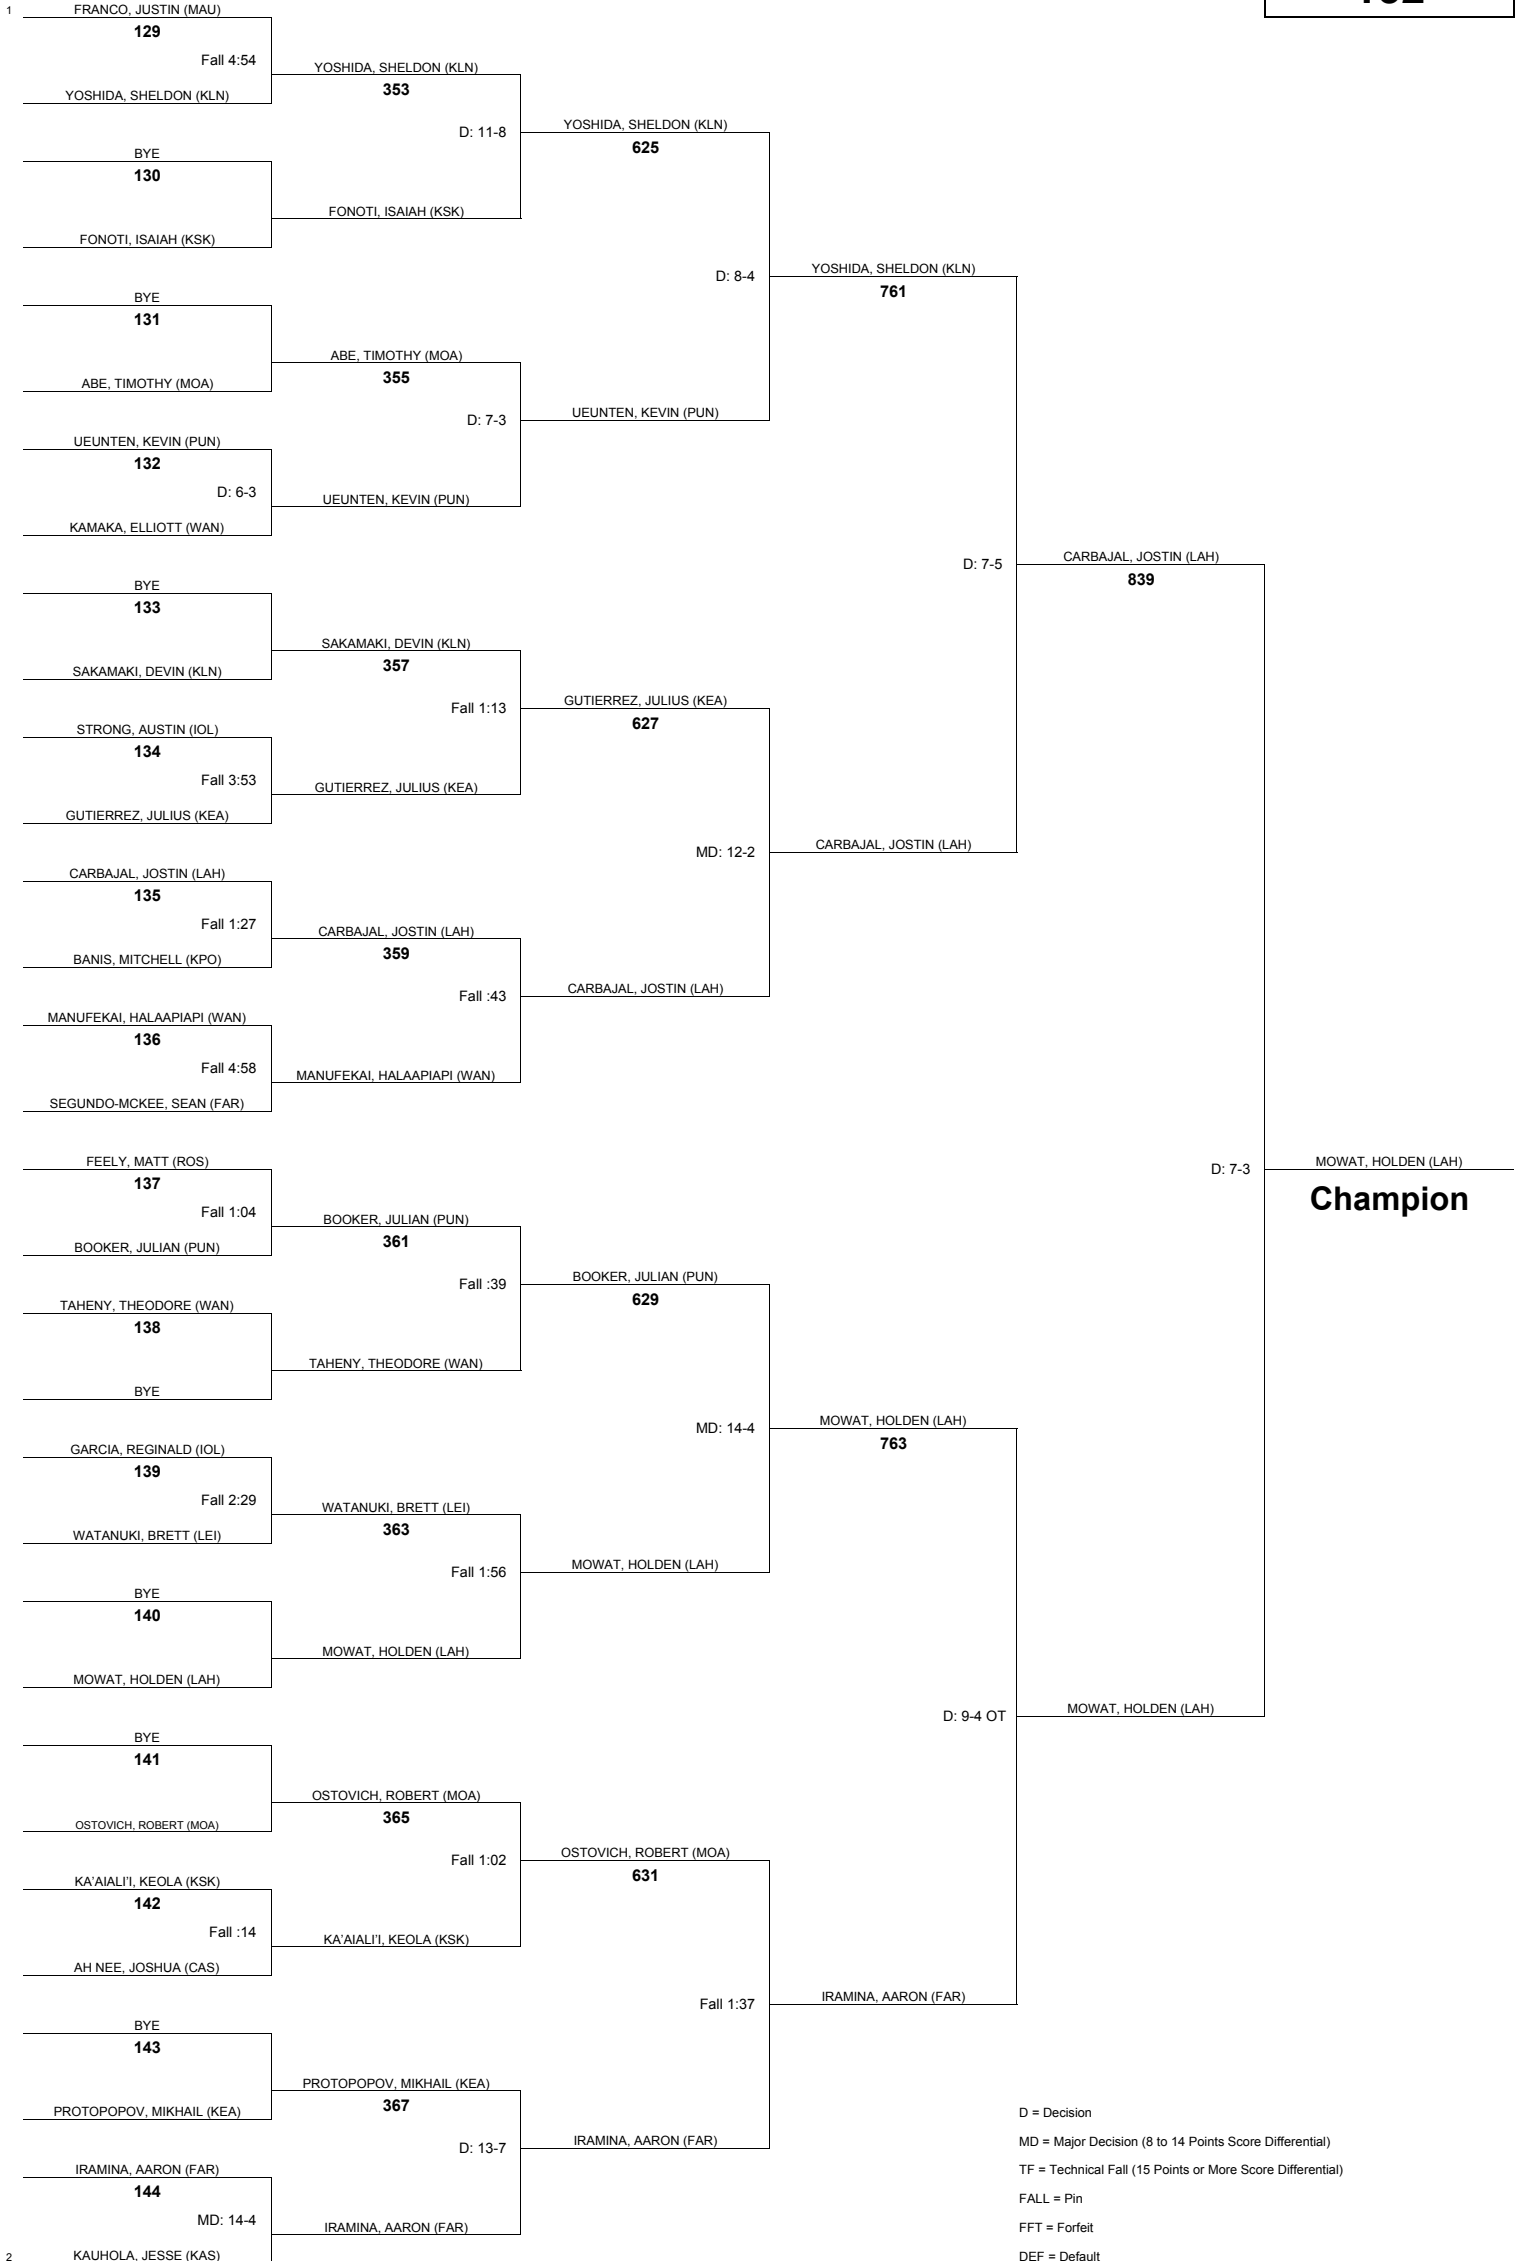 1
FRANCO, JUSTIN (MAU)
129
Fall 4:54
YOSHIDA, SHELDON (KLN)
BYE
130
FONOTI, ISAIAH (KSK)
BYE
131
ABE, TIMOTHY (MOA)
UEUNTEN, KEVIN (PUN)
132
D: 6-3
KAMAKA, ELLIOTT (WAN)
BYE
133
SAKAMAKI, DEVIN (KLN)
STRONG, AUSTIN (IOL)
134
Fall 3:53
GUTIERREZ, JULIUS (KEA)
CARBAJAL, JOSTIN (LAH)
135
Fall 1:27
BANIS, MITCHELL (KPO)
MANUFEKAI, HALAAPIAPI (WAN)
136
Fall 4:58
SEGUNDO-MCKEE, SEAN (FAR)
FEELY, MATT (ROS)
137
Fall 1:04
BOOKER, JULIAN (PUN)
TAHENY, THEODORE (WAN)
138
BYE
GARCIA, REGINALD (IOL)
139
Fall 2:29
WATANUKI, BRETT (LEI)
BYE
140
MOWAT, HOLDEN (LAH)
BYE
141
OSTOVICH, ROBERT (MOA)
KA'AIALI'I, KEOLA (KSK)
142
Fall :14
AH NEE, JOSHUA (CAS)
BYE
143
PROTOPOPOV, MIKHAIL (KEA)
IRAMINA, AARON (FAR)
144
MD: 14-4
2
KAUHOLA, JESSE (KAS)
YOSHIDA, SHELDON (KLN)
353
D: 11-8
FONOTI, ISAIAH (KSK)
ABE, TIMOTHY (MOA)
355
D: 7-3
UEUNTEN, KEVIN (PUN)
SAKAMAKI, DEVIN (KLN)
357
Fall 1:13
GUTIERREZ, JULIUS (KEA)
CARBAJAL, JOSTIN (LAH)
359
Fall :43
MANUFEKAI, HALAAPIAPI (WAN)
BOOKER, JULIAN (PUN)
361
Fall :39
TAHENY, THEODORE (WAN)
WATANUKI, BRETT (LEI)
363
Fall 1:56
MOWAT, HOLDEN (LAH)
OSTOVICH, ROBERT (MOA)
365
Fall 1:02
KA'AIALI'I, KEOLA (KSK)
PROTOPOPOV, MIKHAIL (KEA)
367
D: 13-7
IRAMINA, AARON (FAR)
YOSHIDA, SHELDON (KLN)
625
D: 8-4
UEUNTEN, KEVIN (PUN)
GUTIERREZ, JULIUS (KEA)
627
MD: 12-2
CARBAJAL, JOSTIN (LAH)
BOOKER, JULIAN (PUN)
629
MD: 14-4
MOWAT, HOLDEN (LAH)
OSTOVICH, ROBERT (MOA)
631
Fall 1:37
IRAMINA, AARON (FAR)
YOSHIDA, SHELDON (KLN)
761
D: 7-5
CARBAJAL, JOSTIN (LAH)
MOWAT, HOLDEN (LAH)
763
D: 9-4 OT
IRAMINA, AARON (FAR)
CARBAJAL, JOSTIN (LAH)
839
D: 7-3
MOWAT, HOLDEN (LAH)
MOWAT, HOLDEN (LAH)
Champion
D = Decision
MD = Major Decision (8 to 14 Points Score Differential)
TF = Technical Fall (15 Points or More Score Differential)
FALL = Pin
FFT = Forfeit
DEF = Default